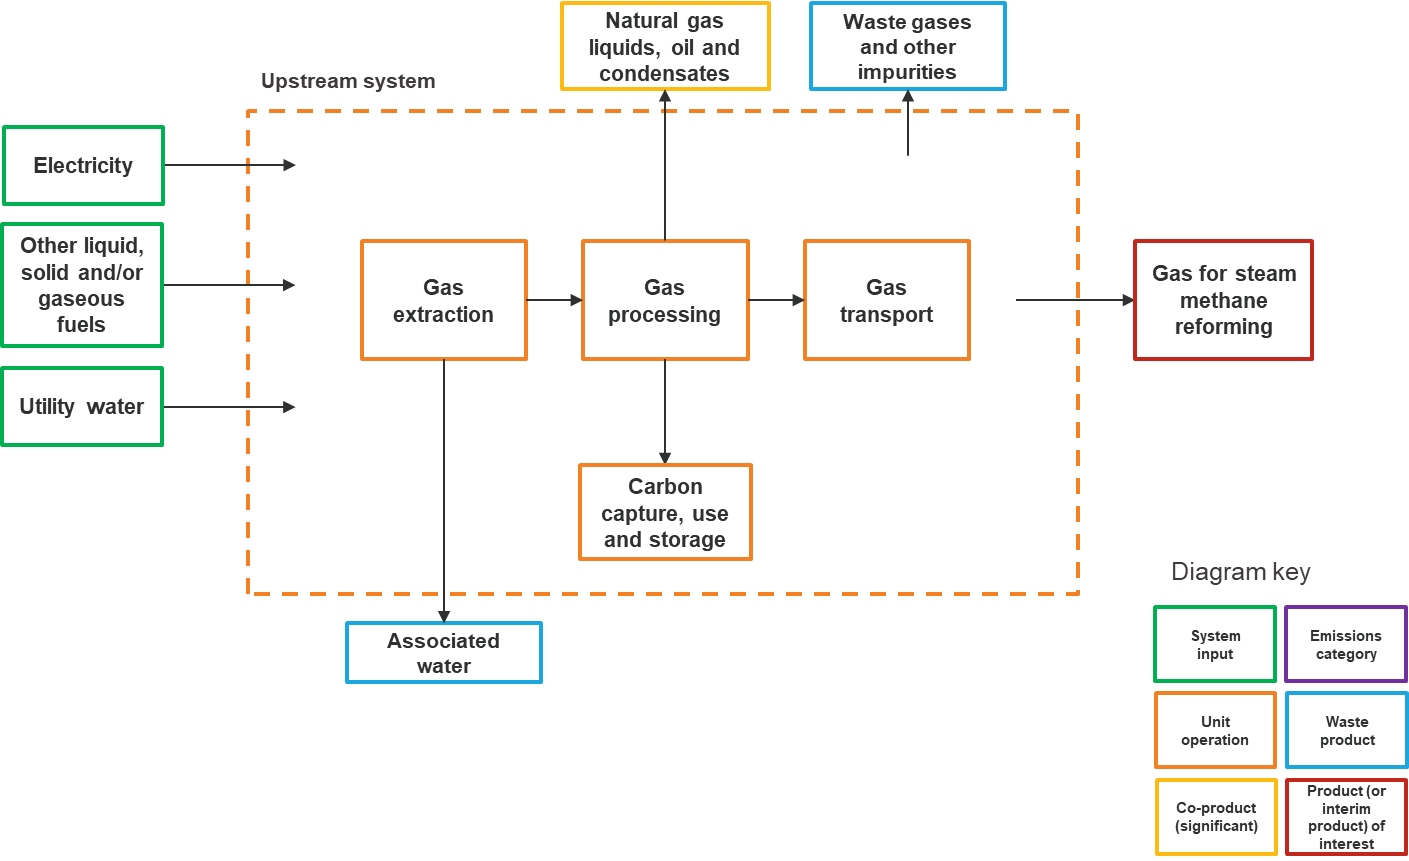 Natural gas
liquids, oil and
condensates
Waste gases
and other
impurities
Upstream system
Electricity
Other liquid,
solid and/or
gaseous
fuels
Utility water
Gas
extraction
Gas
processing
Gas
transport
Gas for steam
methane
reforming
Carbon
capture, use
and storage
Associated
water
Diagram key
System
input
Emissions
category
Unit
operation
Waste
product
Co-product
(significant)
Product (or
interim
product) of
interest